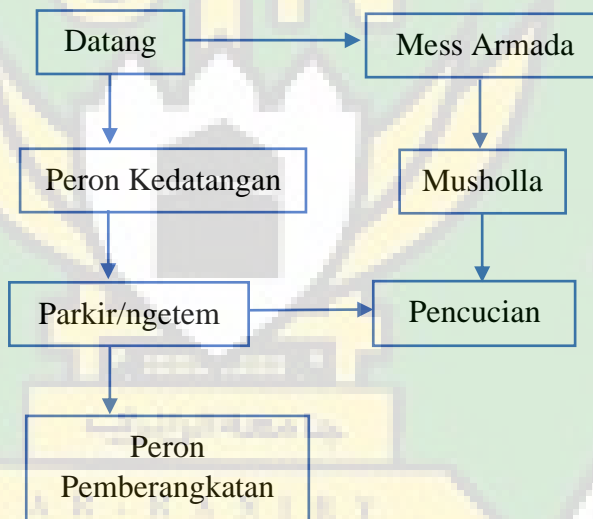 Datang
Mess Armada
Peron Kedatangan
Musholla
Parkir/ngetem
Pencucian
Peron
Pemberangkatan